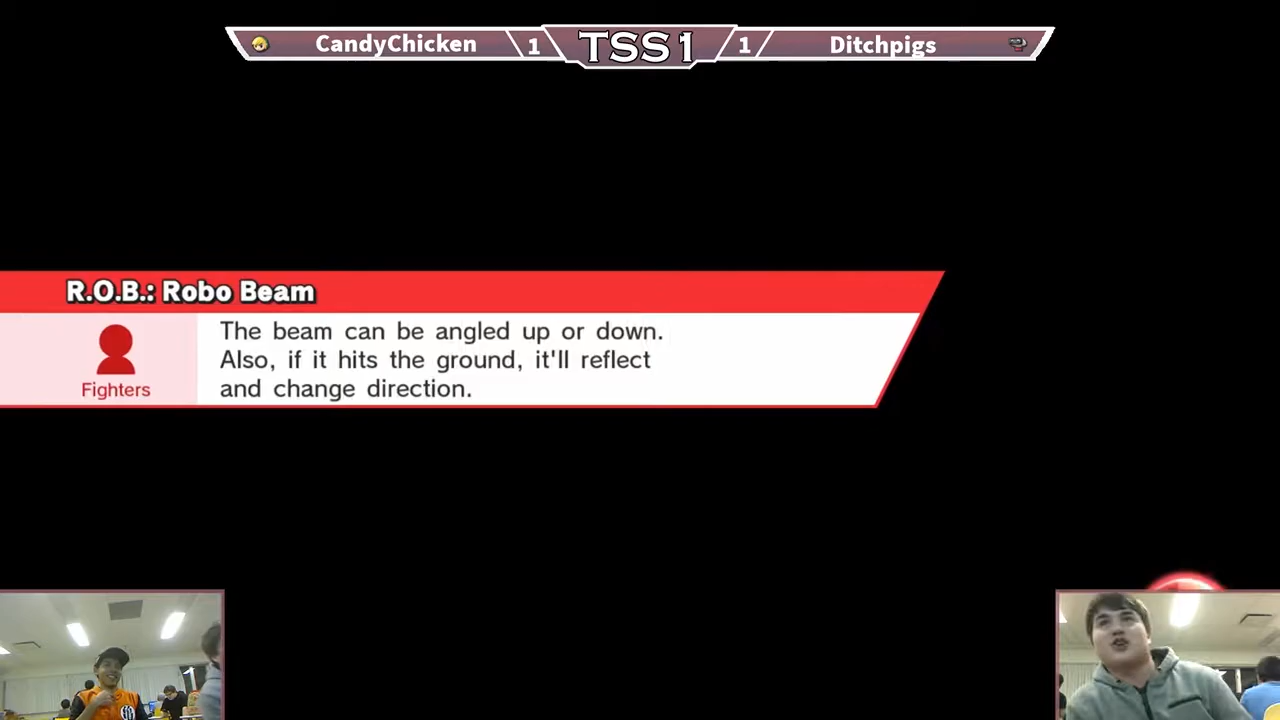 CandyChicken 1 TSS1 1 Ditchpigs
R.O.B.: Robo Beam
The beam can be angled up or down.
Also, if it hits the ground, it'll reflect
and change direction.
Fighters